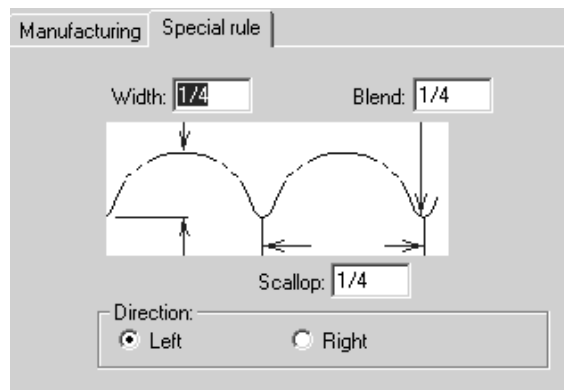 Manufacturing Special rule
Width: 1/4 Blend: 1/4
Scallop: 1/4
Direction:
Left Right